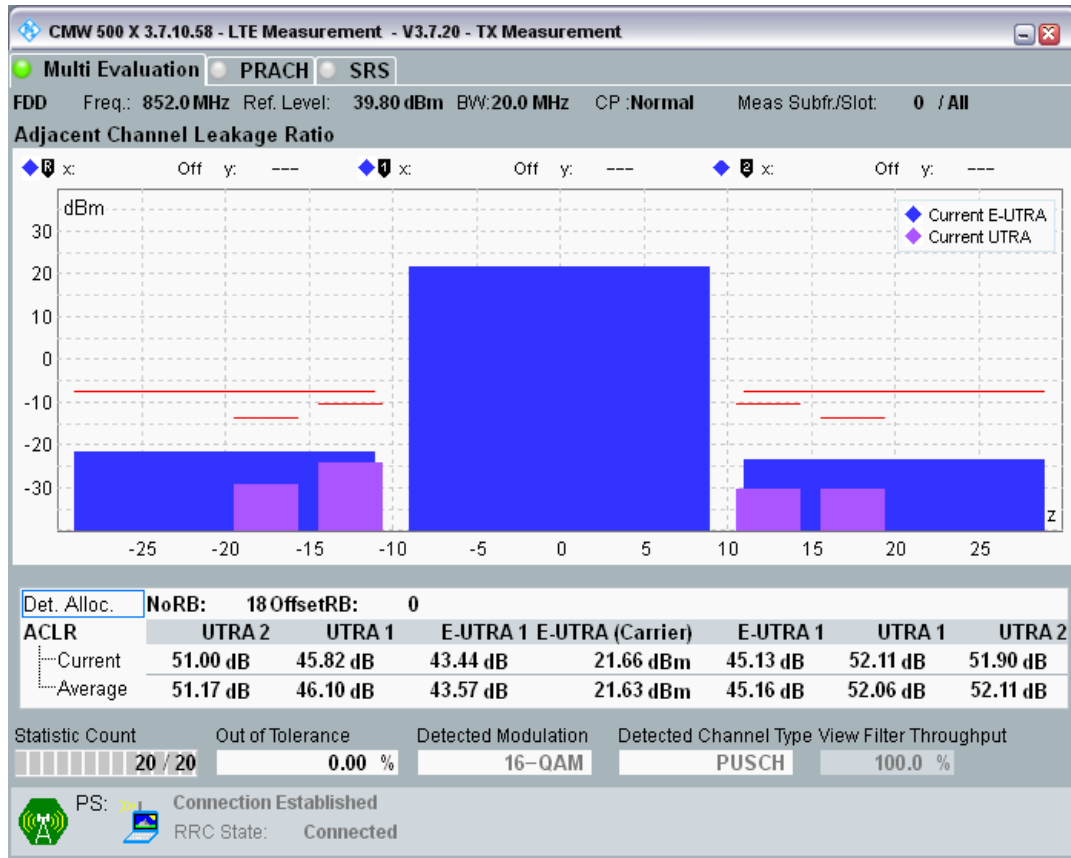 CMW 500 X 3.7.10.58 - LTE Measurement - V3.7.20 - TX Measurement
Multi Evaluation PRACH SRS
FDD Freq.: 852.0 MHz Ref. Level: 39.80 dBm BW:20.0 MHz CP :Normal Meas Subfr./Slot: 0 / All
Adjacent Channel Leakage Ratio
R x: Off y: --- 1 x: Off y: --- 2 x: Off y: ---
dBm
Current E-UTRA
Current UTRA
30
20
10
0
-10
-20
-30
z
-25 -20 -15 -10 -5 0 5 10 15 20 25
Det. Alloc. NoRB: 18 OffsetRB: 0
ACLR UTRA 2 UTRA 1 E-UTRA 1 E-UTRA (Carrier) E-UTRA 1 UTRA 1 UTRA 2
Current 51.00 dB 45.82 dB 43.44 dB 21.66 dBm 45.13 dB 52.11 dB 51.90 dB
Average 51.17 dB 46.10 dB 43.57 dB 21.63 dBm 45.16 dB 52.06 dB 52.11 dB
Statistic Count Out of Tolerance Detected Modulation Detected Channel Type View Filter Throughput
20 / 20 0.00 % 16-QAM PUSCH 100.0 %
PS: Connection Established
RRC State: Connected